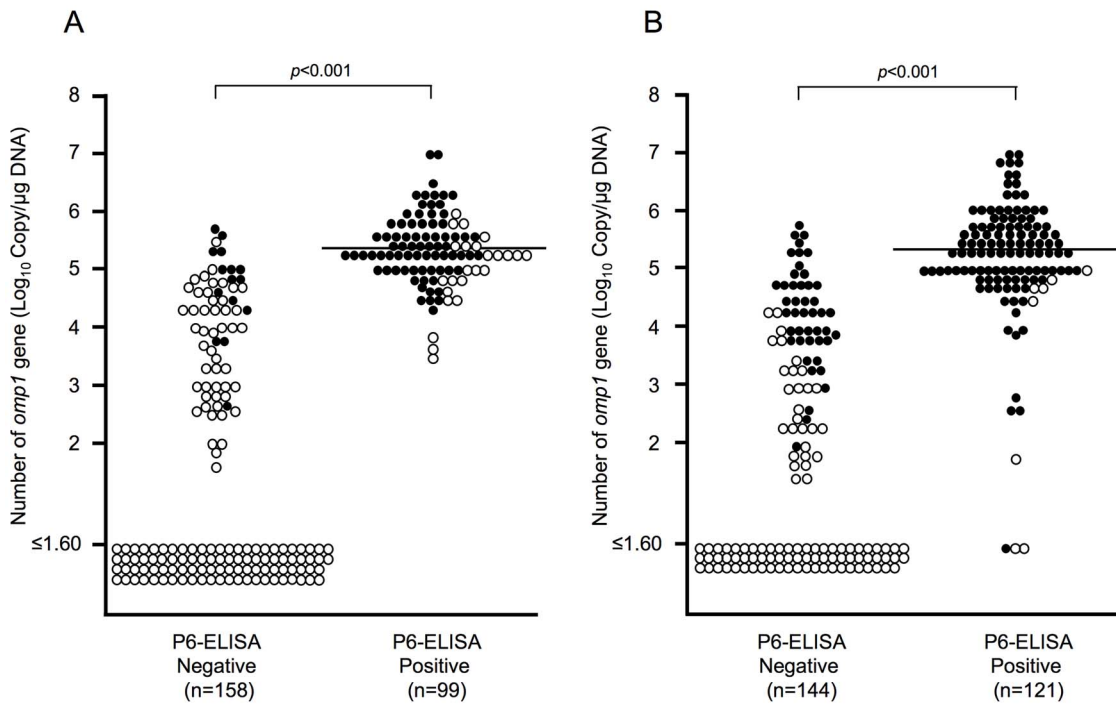 A
p<0.001
8
7
6
5
4
3
2
≤1.60
Number of omp1 gene (Log10 Copy/µg DNA)
P6-ELISA
Negative
(n=158)
P6-ELISA
Positive
(n=99)
B
p<0.001
8
7
6
5
4
3
2
≤1.60
Number of omp1 gene (Log10 Copy/µg DNA)
P6-ELISA
Negative
(n=144)
P6-ELISA
Positive
(n=121)